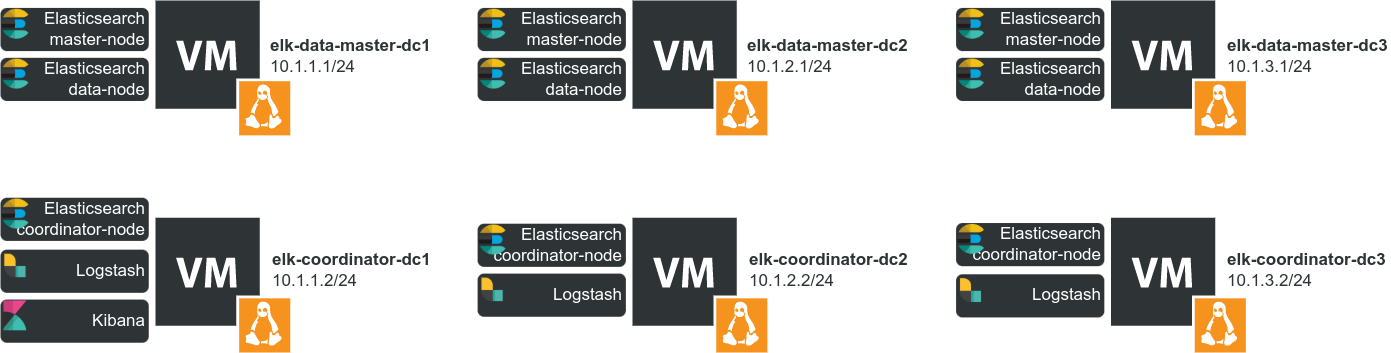 Elasticsearch
master-node
Elasticsearch
data-node
VM
elk-data-master-dc1
10.1.1.1/24
Elasticsearch
master-node
Elasticsearch
data-node
VM
elk-data-master-dc2
10.1.2.1/24
Elasticsearch
master-node
Elasticsearch
data-node
VM
elk-data-master-dc3
10.1.3.1/24
Elasticsearch
coordinator-node
Logstash
Kibana
VM
elk-coordinator-dc1
10.1.1.2/24
Elasticsearch
coordinator-node
Logstash
VM
elk-coordinator-dc2
10.1.2.2/24
Elasticsearch
coordinator-node
Logstash
VM
elk-coordinator-dc3
10.1.3.2/24